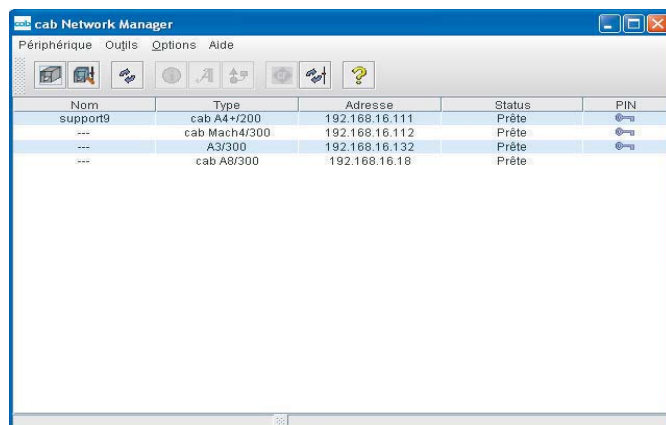 cab cab Network Manager
Périphérique Outils Options Aide
Nom Type Adresse Status PIN
support9 cab A4+/200 192.168.16.111 Prête
--- cab Mach4/300 192.168.16.112 Prête
--- A3/300 192.168.16.132 Prête
--- cab A8/300 192.168.16.18 Prête